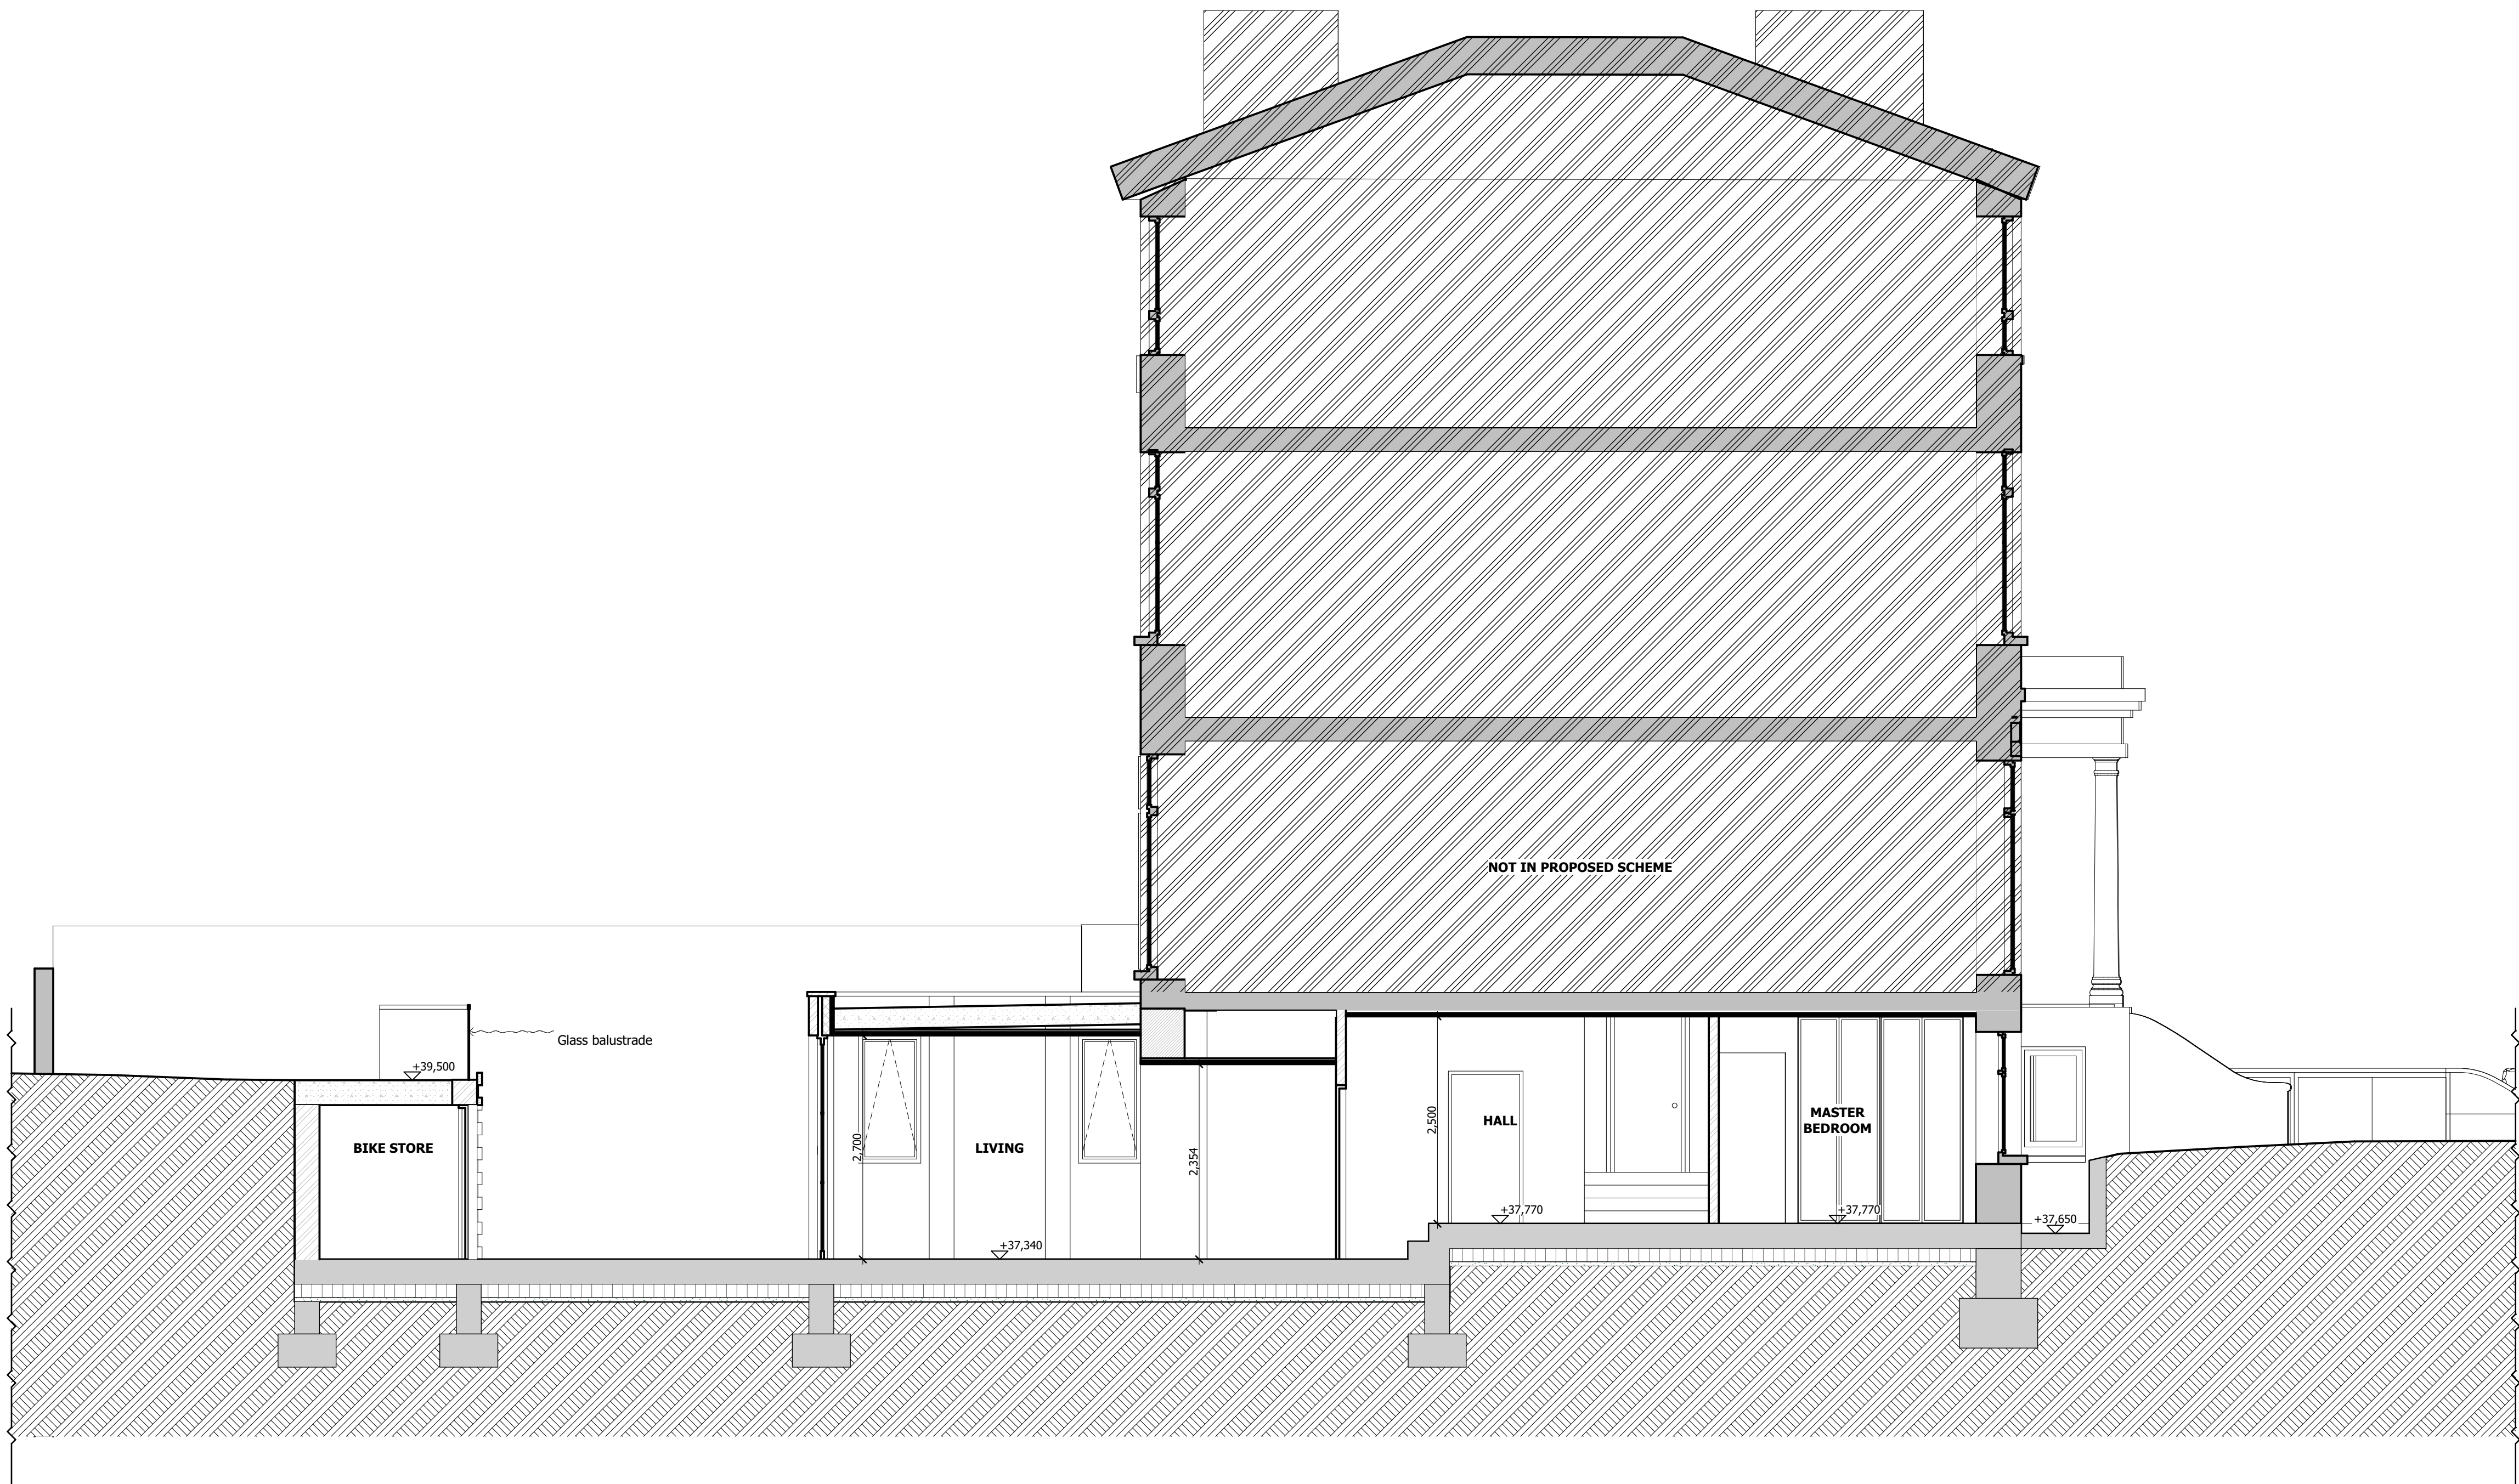 NOT IN PROPOSED SCHEME
Glass balustrade
+39,500
BIKE STORE
2,700
LIVING
2,354
2,500
HALL
MASTER
BEDROOM
+37,770
+37,770
+37,650
+37,340